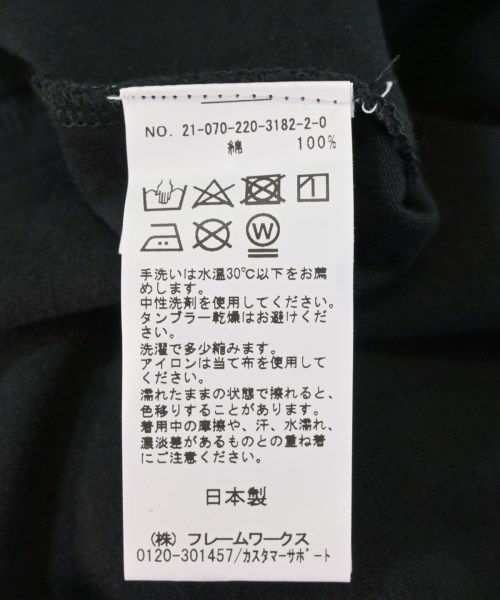 NO. 21-070-220-3182-2-0
綿 100%
W
手洗いは水温30℃以下をお薦
めします。
中性洗剤を使用してください。
タンブラー乾燥はお避けくだ
さい。
洗濯で多少縮みます。
アイロンは当て布を使用して
ください。
濡れたままの状態で擦れると、
色移りすることがあります。
着用中の摩擦や、汗、水濡れ、
濃淡差があるものとの重ね着
にご注意ください。
日本製
(株) フレームワークス
0120-301457/カスタマーサポート